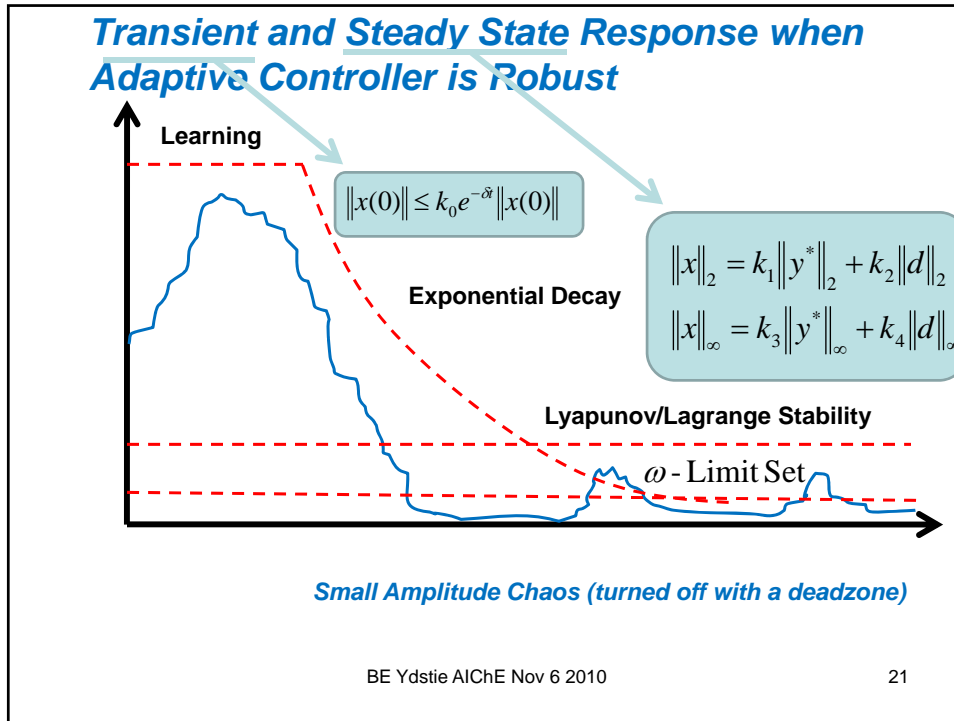 Transient and Steady State Response when
Adaptive Controller is Robust
Learning
‖x(0)‖ ≤ k₀e^{-δt}‖x(0)‖
Exponential Decay
‖x‖₂ = k₁‖y*‖₂ + k₂‖d‖₂
‖x‖∞ = k₃‖y*‖∞ + k₄‖d‖∞
Lyapunov/Lagrange Stability
ω - Limit Set
Small Amplitude Chaos (turned off with a deadzone)
BE Ydstie AIChE Nov 6 2010
21